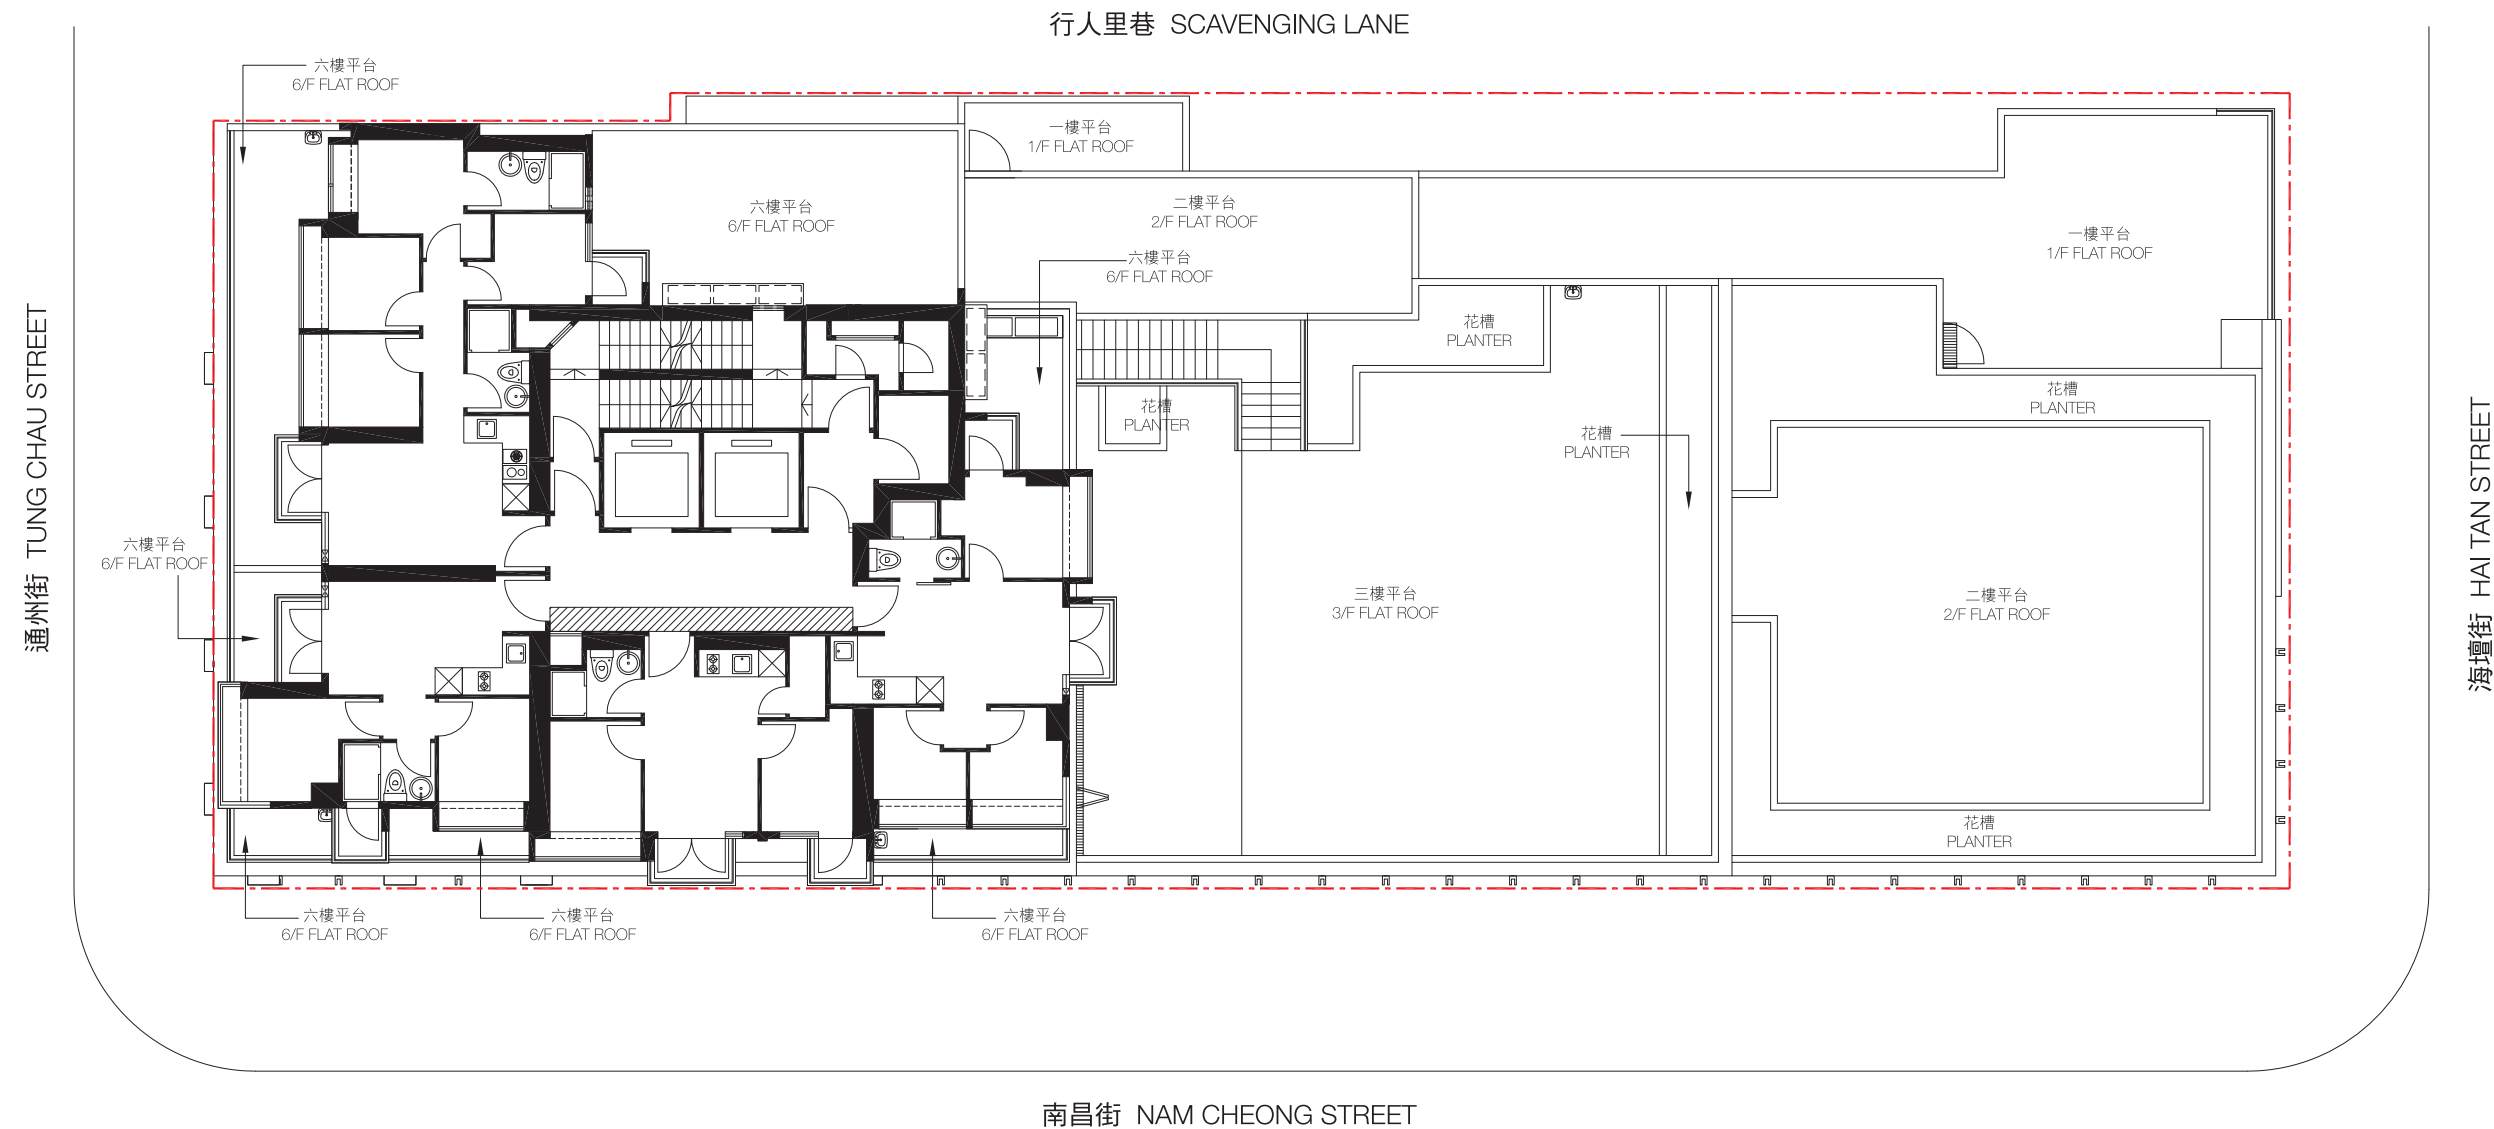 行人里巷 SCAVENGING LANE
六樓平台
6/F FLAT ROOF
一樓平台
1/F FLAT ROOF
六樓平台
6/F FLAT ROOF
二樓平台
2/F FLAT ROOF
六樓平台
6/F FLAT ROOF
一樓平台
1/F FLAT ROOF
花槽
PLANTER
花槽
PLANTER
花槽
PLANTER
花槽
PLANTER
六樓平台
6/F FLAT ROOF
三樓平台
3/F FLAT ROOF
二樓平台
2/F FLAT ROOF
花槽
PLANTER
六樓平台
6/F FLAT ROOF
六樓平台
6/F FLAT ROOF
六樓平台
6/F FLAT ROOF
通州街 TUNG CHAU STREET
海壇街 HAI TAN STREET
南昌街 NAM CHEONG STREET